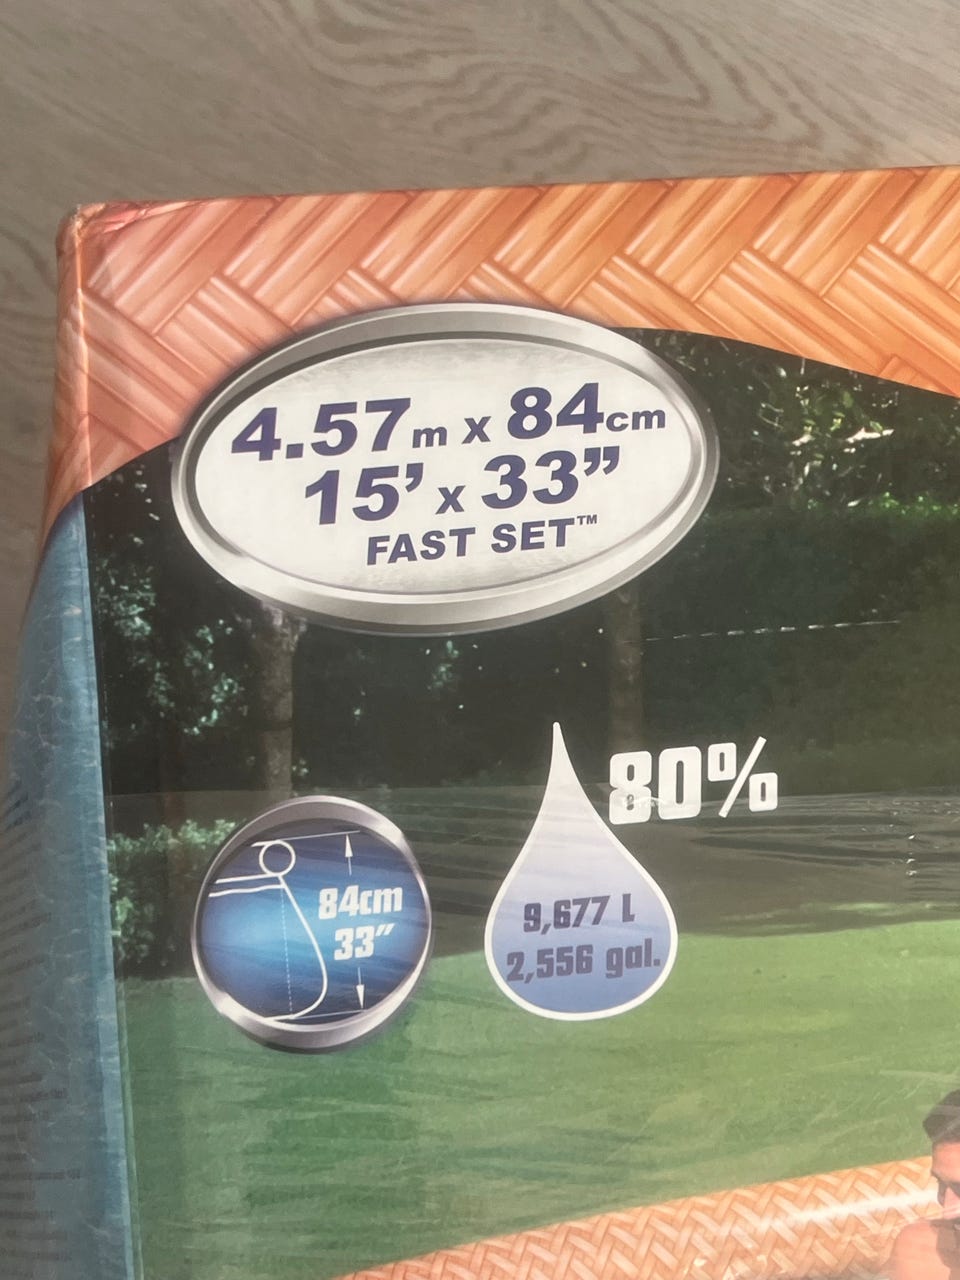 4.57m x 84cm
15' x 33”
FAST SET™
80%
84cm
33”
9,677 L
2,556 gal.